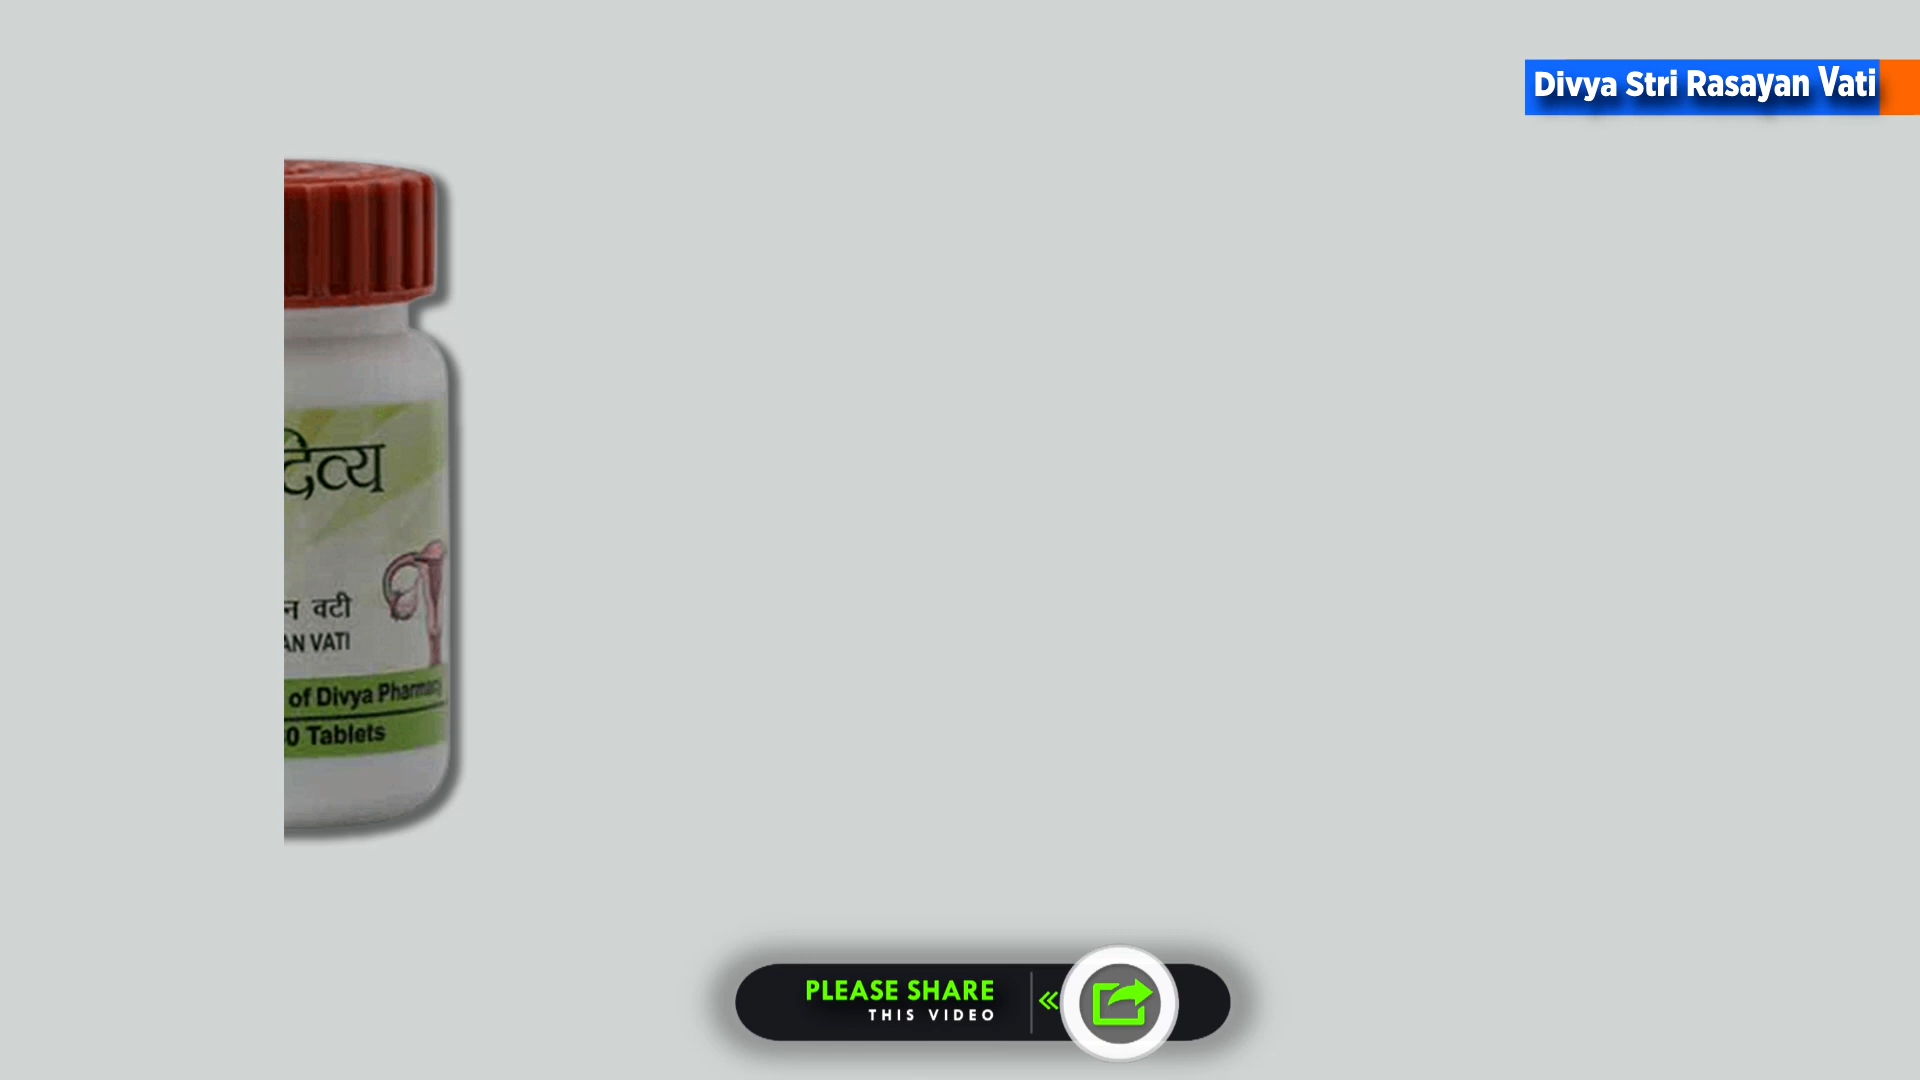 Divya Stri Rasayan Vati
दिव्य
न वटी
AN VATI
of Divya Pharmacy
0 Tablets
PLEASE SHARE
THIS VIDEO